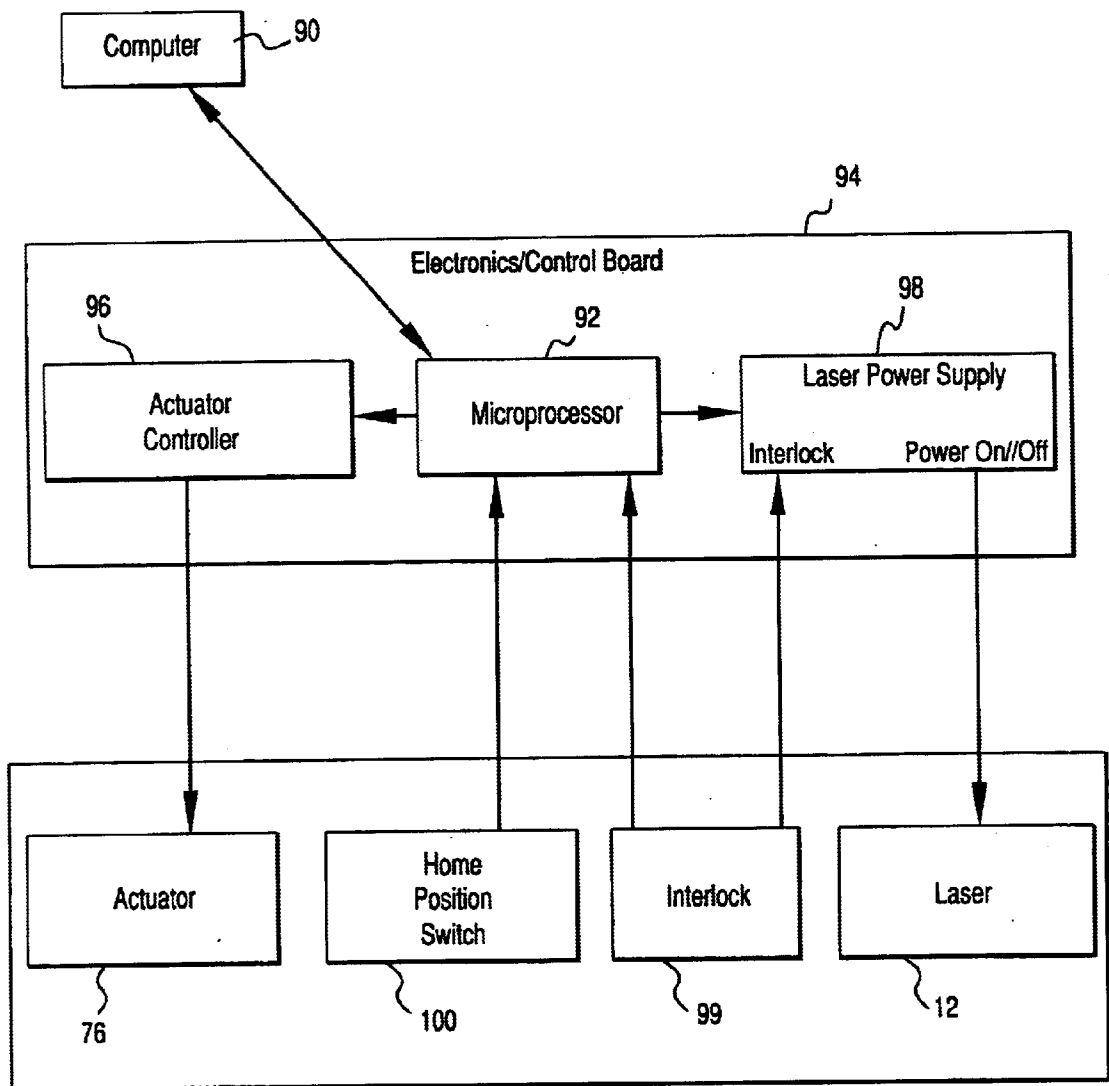 Computer
90
94
Electronics/Control Board
96
92
98
Actuator
Controller
Microprocessor
Laser Power Supply
Interlock
Power On//Off
Actuator
Home
Position
Switch
Interlock
Laser
76
100
99
12